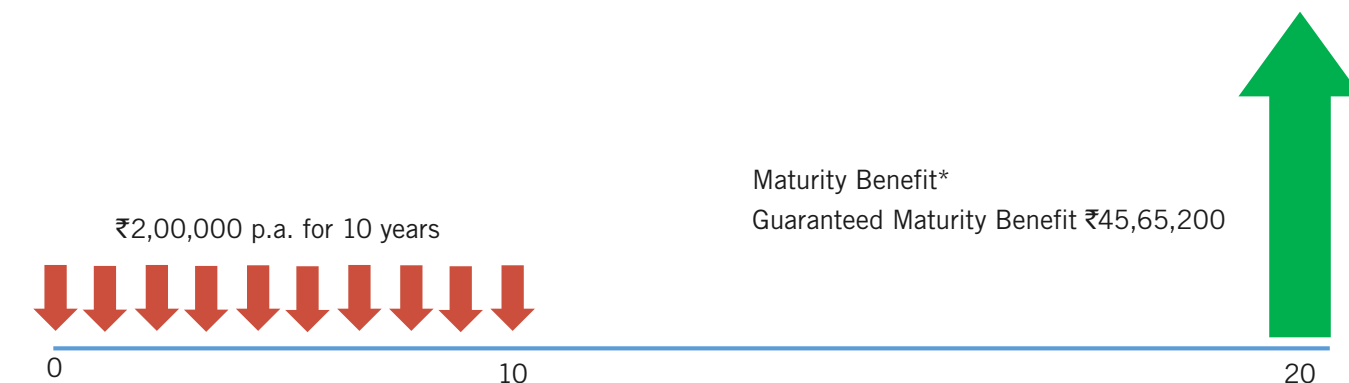 Maturity Benefit*
Guaranteed Maturity Benefit ₹45,65,200
₹2,00,000 p.a. for 10 years
0
10
20